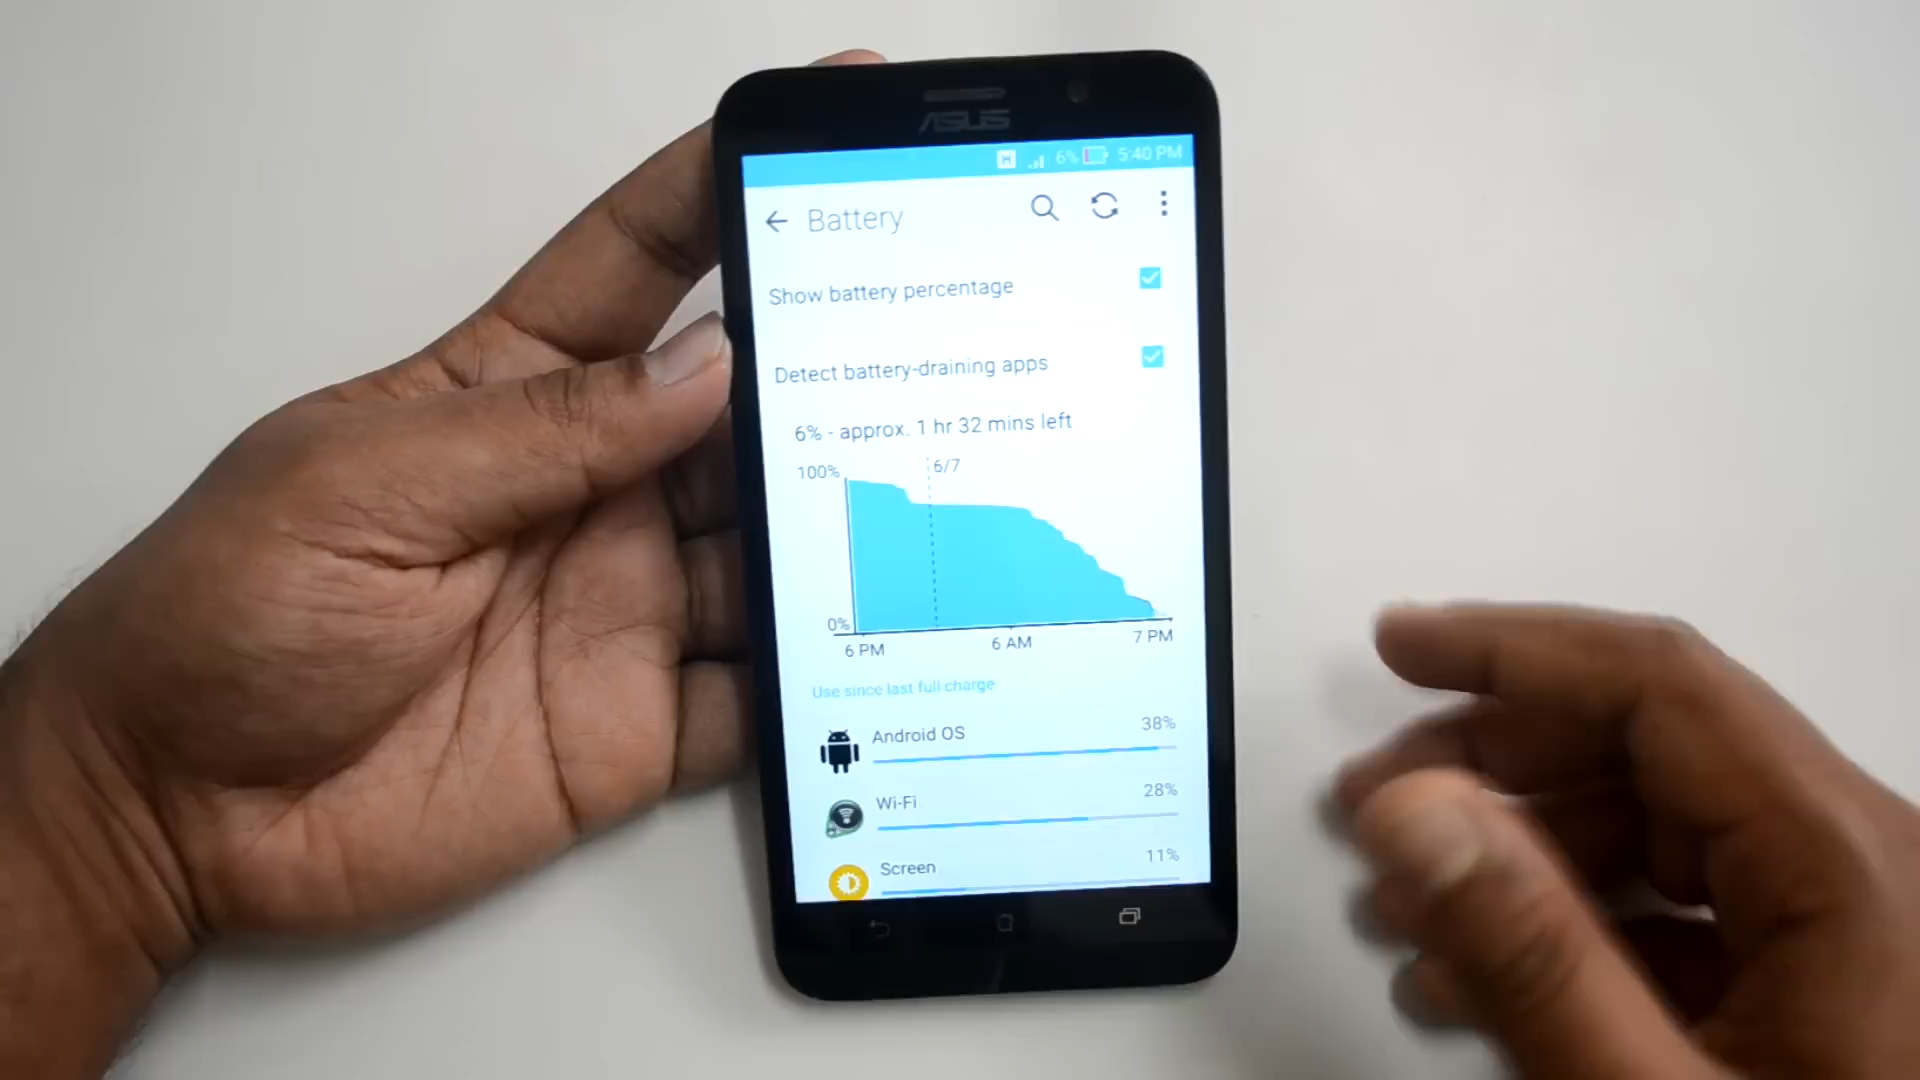 ASUS
6% 5:40 PM
Battery
Show battery percentage
Detect battery-draining apps
6% - approx. 1 hr 32 mins left
100% 6/7
0%
6 PM 6 AM 7 PM
Use since last full charge
Android OS 38%
Wi-Fi 28%
Screen 11%